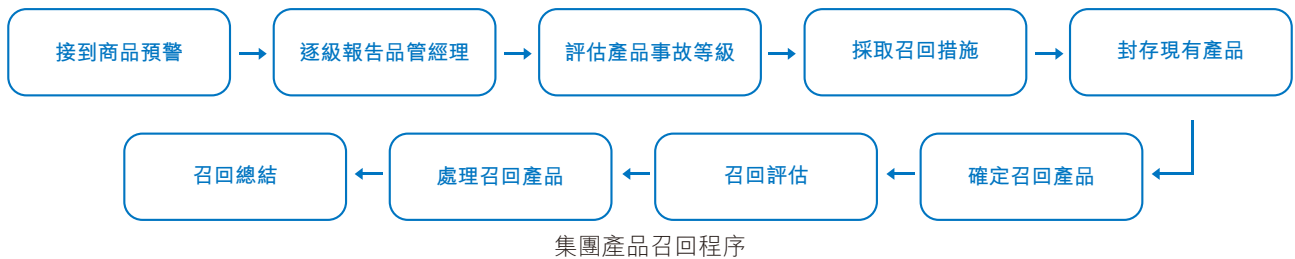 接到商品預警
逐級報告品管經理
評估產品事故等級
採取召回措施
封存現有產品
確定召回產品
召回評估
處理召回產品
召回總結
集團產品召回程序